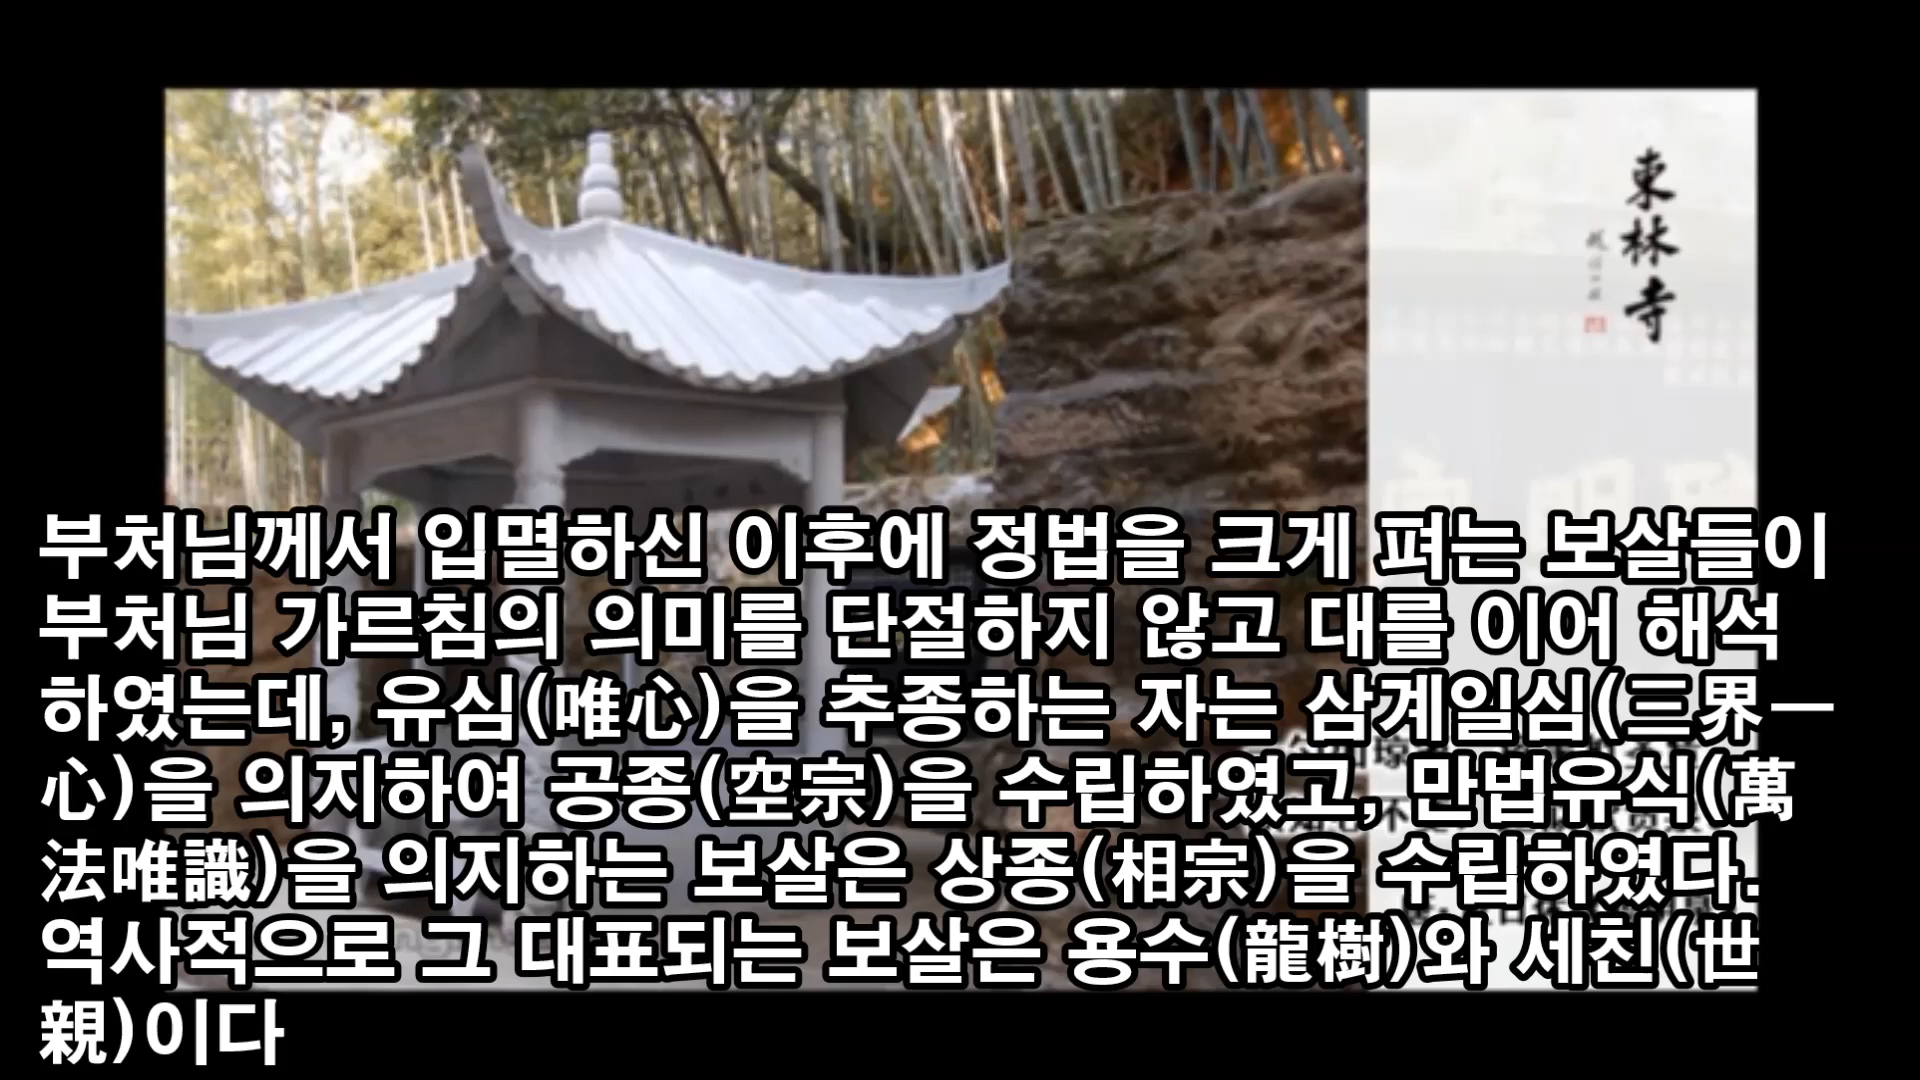 東林寺
부처님께서 입멸하신 이후에 정법을 크게 펴는 보살들이
부처님 가르침의 의미를 단절하지 않고 대를 이어 해석
하였는데, 유심(唯心)을 추종하는 자는 삼계일심(三界一
心)을 의지하여 공종(空宗)을 수립하였고, 만법유식(萬
法唯識)을 의지하는 보살은 상종(相宗)을 수립하였다.
역사적으로 그 대표되는 보살은 용수(龍樹)와 세친(世
親)이다